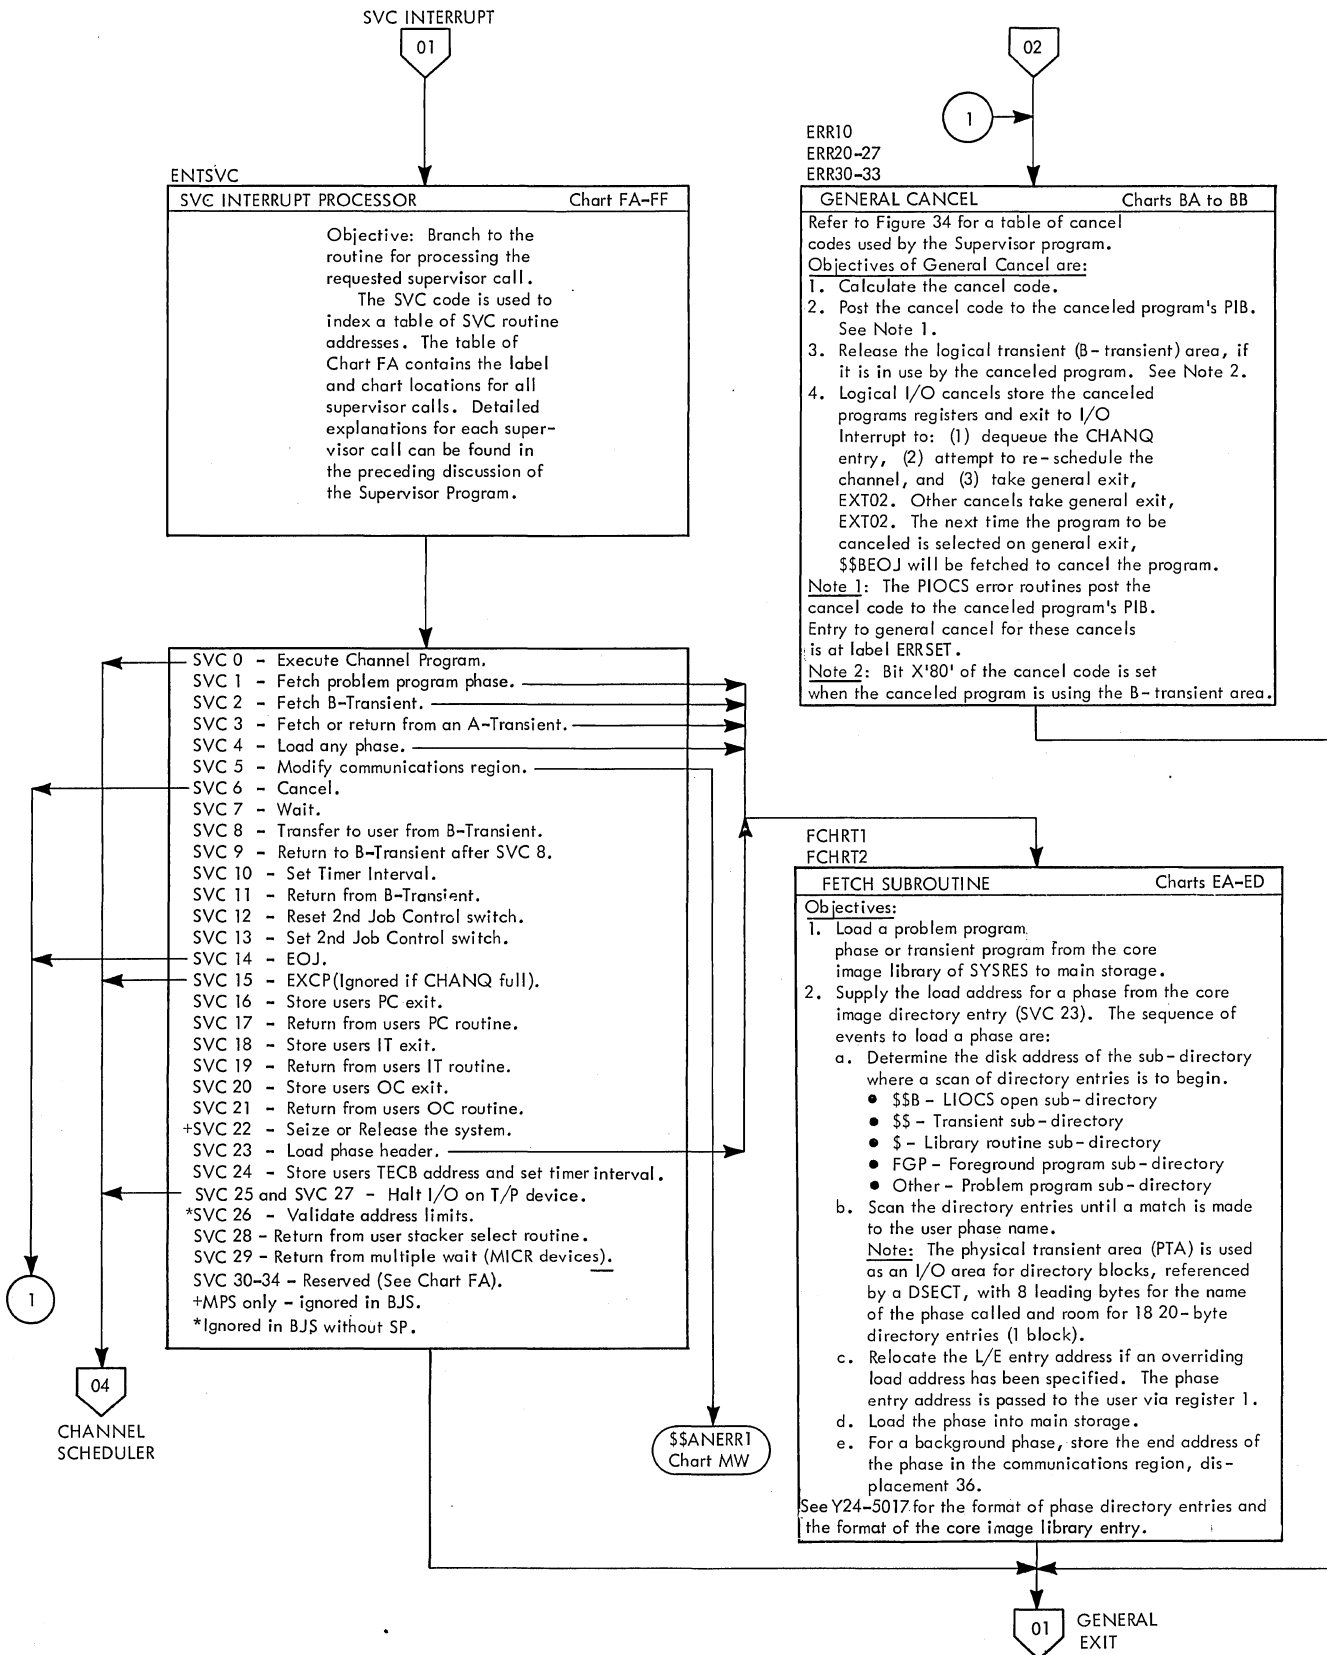 SVC INTERRUPT
01
ENTSVC
SVC INTERRUPT PROCESSOR Chart FA-FF
Objective: Branch to the
routine for processing the
requested supervisor call.
The SVC code is used to
index a table of SVC routine
addresses. The table of
Chart FA contains the label
and chart locations for all
supervisor calls. Detailed
explanations for each super-
visor call can be found in
the preceding discussion of
the Supervisor Program.
SVC 0 - Execute Channel Program.
SVC 1 - Fetch problem program phase.
SVC 2 - Fetch B-Transient.
SVC 3 - Fetch or return from an A-Transient.
SVC 4 - Load any phase.
SVC 5 - Modify communications region.
SVC 6 - Cancel.
SVC 7 - Wait.
SVC 8 - Transfer to user from B-Transient.
SVC 9 - Return to B-Transient after SVC 8.
SVC 10 - Set Timer Interval.
SVC 11 - Return from B-Transient.
SVC 12 - Reset 2nd Job Control switch.
SVC 13 - Set 2nd Job Control switch.
SVC 14 - EOJ.
SVC 15 - EXCP(Ignored if CHANQ full).
SVC 16 - Store users PC exit.
SVC 17 - Return from users PC routine.
SVC 18 - Store users IT exit.
SVC 19 - Return from users IT routine.
SVC 20 - Store users OC exit.
SVC 21 - Return from users OC routine.
+SVC 22 - Seize or Release the system.
SVC 23 - Load phase header.
SVC 24 - Store users TECB address and set timer interval.
SVC 25 and SVC 27 - Halt I/O on T/P device.
*SVC 26 - Validate address limits.
SVC 28 - Return from user stacker select routine.
SVC 29 - Return from multiple wait (MICR devices).
SVC 30-34 - Reserved (See Chart FA).
+MPS only - ignored in BJS.
*Ignored in BJS without SP.
1
04
CHANNEL
SCHEDULER
$$ANERR1
Chart MW
02
1
ERR10
ERR20-27
ERR30-33
GENERAL CANCEL Charts BA to BB
Refer to Figure 34 for a table of cancel
codes used by the Supervisor program.
Objectives of General Cancel are:
1. Calculate the cancel code.
2. Post the cancel code to the canceled program's PIB.
See Note 1.
3. Release the logical transient (B-transient) area, if
it is in use by the canceled program. See Note 2.
4. Logical I/O cancels store the canceled
programs registers and exit to I/O
Interrupt to: (1) dequeue the CHANQ
entry, (2) attempt to re-schedule the
channel, and (3) take general exit,
EXT02. Other cancels take general exit,
EXT02. The next time the program to be
canceled is selected on general exit,
$$BEOJ will be fetched to cancel the program.
Note 1: The PIOCS error routines post the
cancel code to the canceled program's PIB.
Entry to general cancel for these cancels
is at label ERRSET.
Note 2: Bit X'80' of the cancel code is set
when the canceled program is using the B-transient area.
FCHRT1
FCHRT2
FETCH SUBROUTINE Charts EA-ED
Objectives:
1. Load a problem program
phase or transient program from the core
image library of SYSRES to main storage.
2. Supply the load address for a phase from the core
image directory entry (SVC 23). The sequence of
events to load a phase are:
a. Determine the disk address of the sub-directory
where a scan of directory entries is to begin.
● $$B - LIOCS open sub-directory
● $$ - Transient sub-directory
● $ - Library routine sub-directory
● FGP - Foreground program sub-directory
● Other - Problem program sub-directory
b. Scan the directory entries until a match is made
to the user phase name.
Note: The physical transient area (PTA) is used
as an I/O area for directory blocks, referenced
by a DSECT, with 8 leading bytes for the name
of the phase called and room for 18 20-byte
directory entries (1 block).
c. Relocate the L/E entry address if an overriding
load address has been specified. The phase
entry address is passed to the user via register 1.
d. Load the phase into main storage.
e. For a background phase, store the end address of
the phase in the communications region, dis-
placement 36.
See Y24-5017 for the format of phase directory entries and
the format of the core image library entry.
01
GENERAL
EXIT